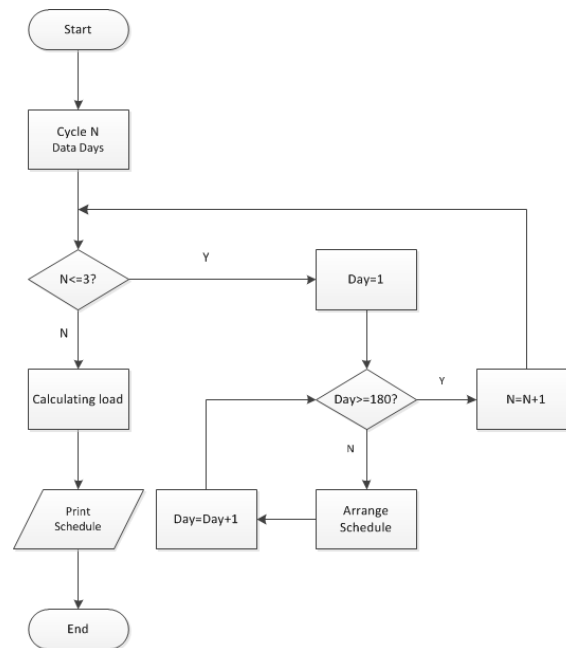 Start
Cycle N
Data Days
N<=3?
Y
Day=1
N
Calculating load
Day>=180?
Y
N=N+1
N
Print
Schedule
Day=Day+1
Arrange
Schedule
End